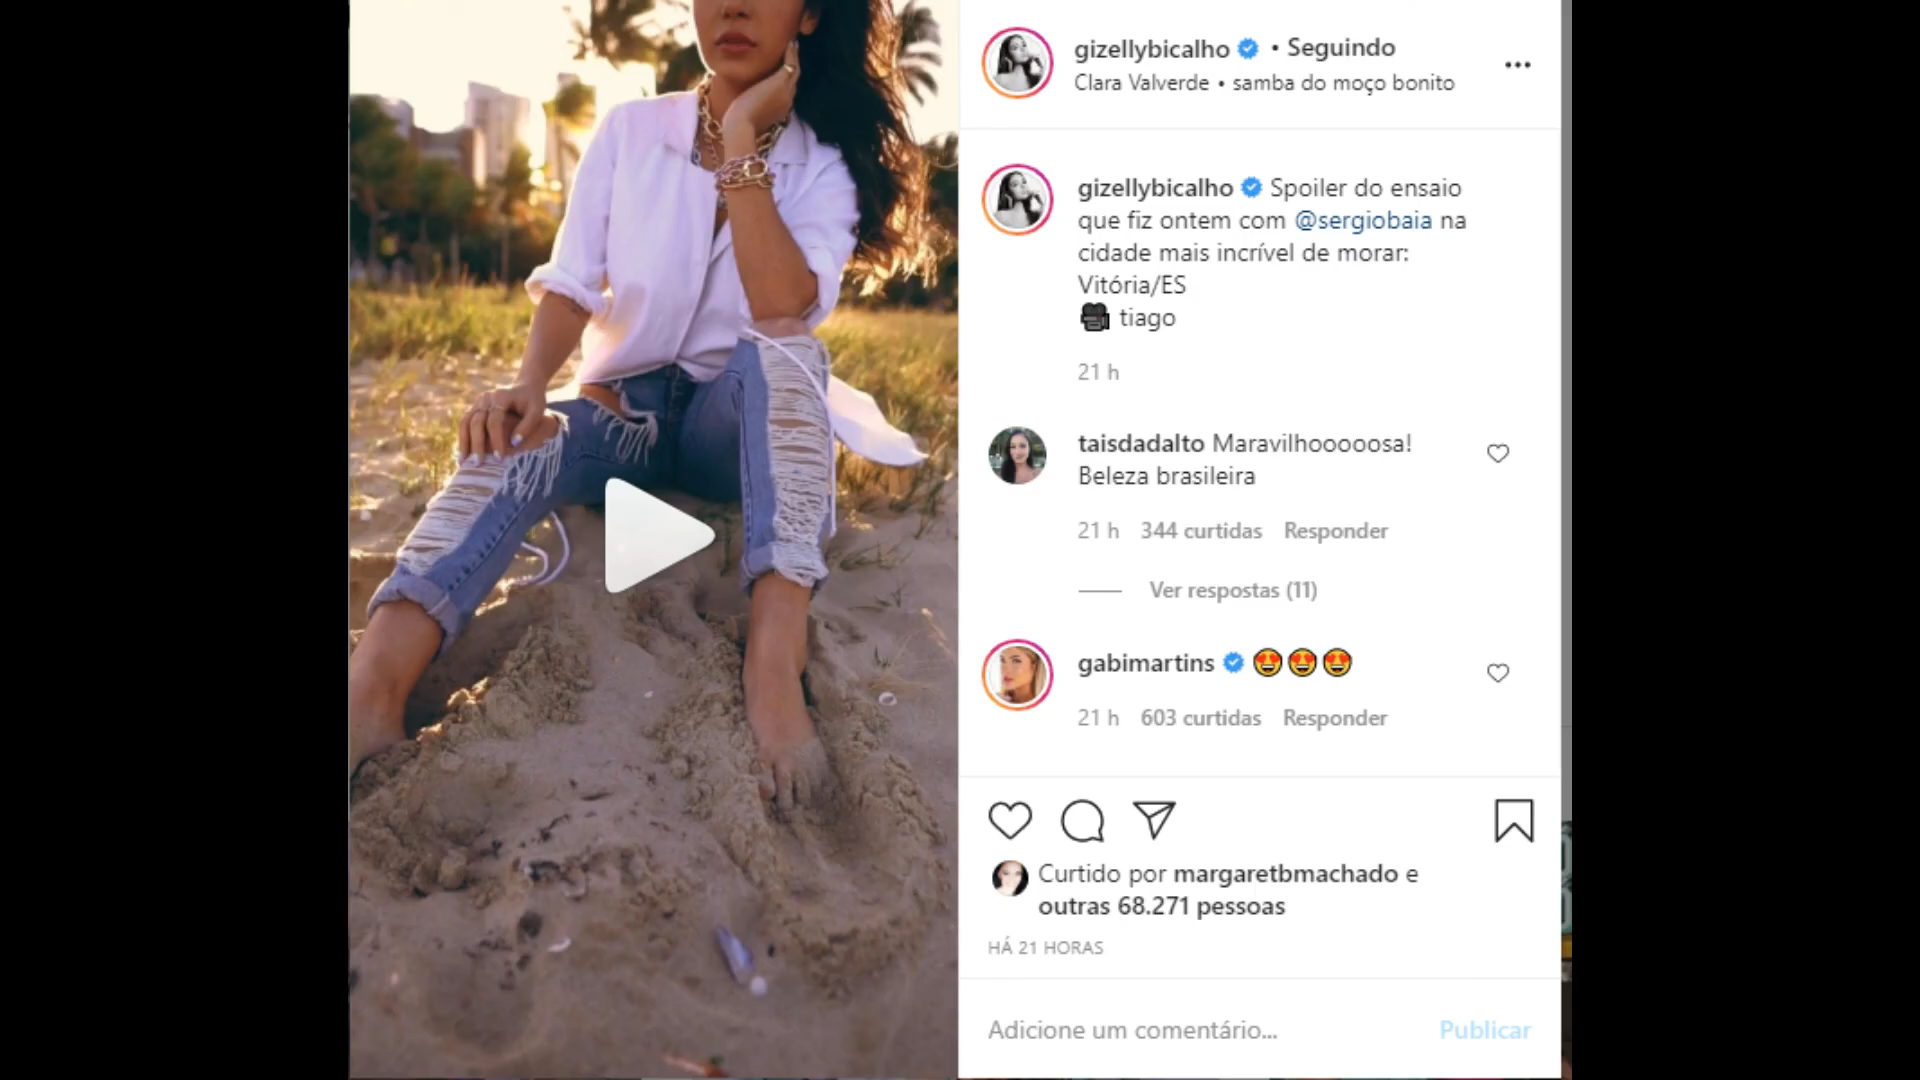 gizellybicalho • Seguindo
Clara Valverde • samba do moço bonito
gizellybicalho Spoiler do ensaio
que fiz ontem com @sergiobaia na
cidade mais incrível de morar:
Vitória/ES
🎥 tiago
21 h
taisdadalto Maravilhooooosa!
Beleza brasileira
21 h 344 curtidas Responder
Ver respostas (11)
gabimartins 😍😍😍
21 h 603 curtidas Responder
Curtido por margaretbmachado e
outras 68.271 pessoas
HÁ 21 HORAS
Adicione um comentário... Publicar